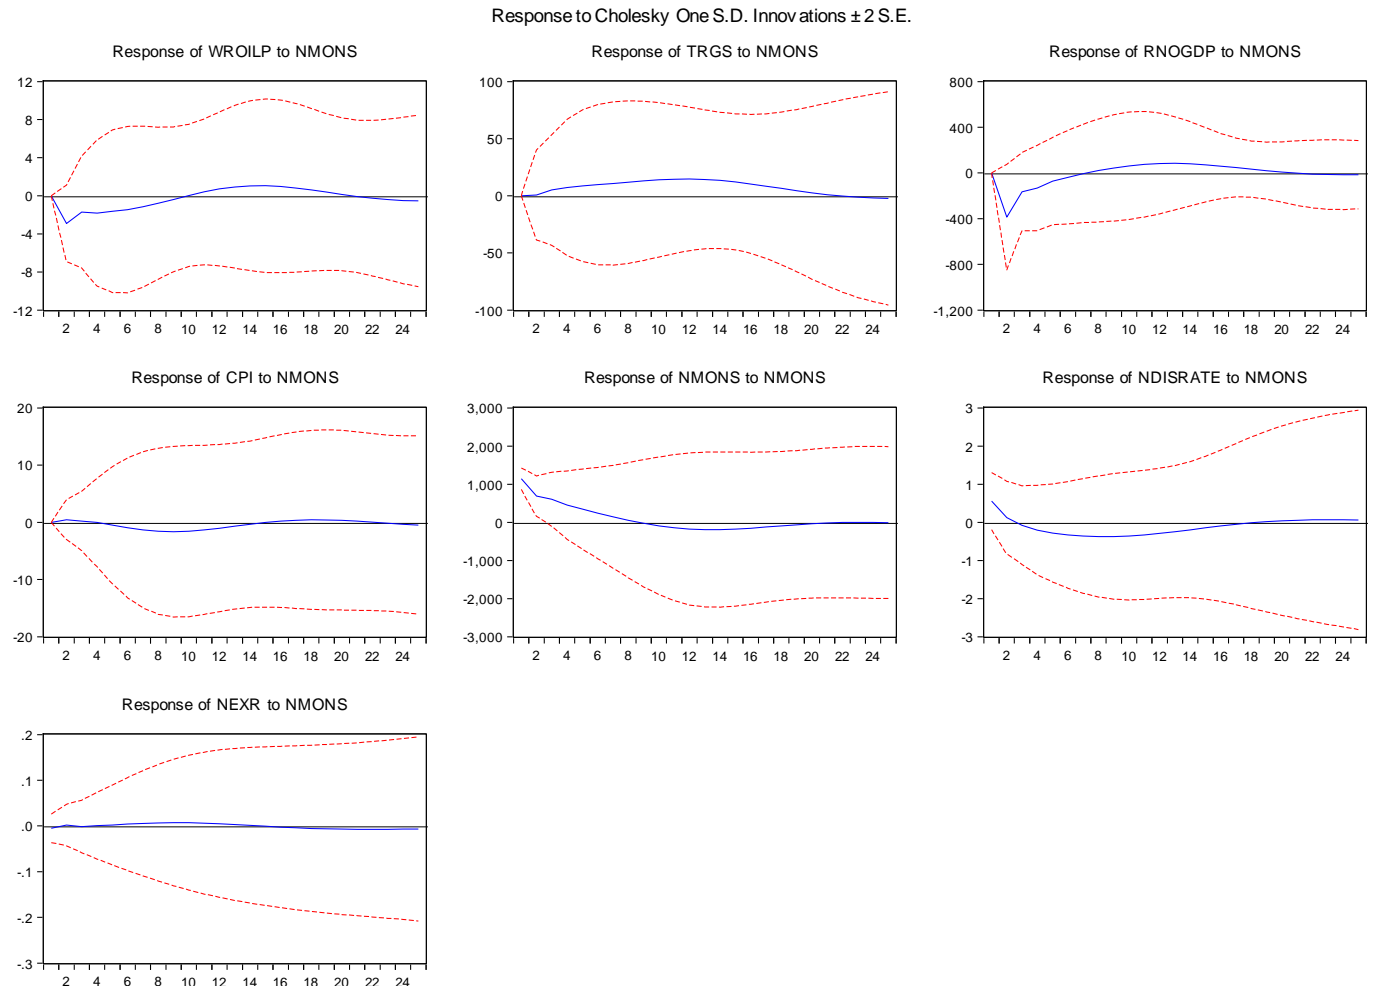 Response to Cholesky One S.D. Innovations ± 2 S.E.
Response of WROILP to NMONS
12
8
4
0
-4
-8
-12
2 4 6 8 10 12 14 16 18 20 22 24
Response of TRGS to NMONS
100
50
0
-50
-100
2 4 6 8 10 12 14 16 18 20 22 24
Response of RNOGDP to NMONS
800
400
0
-400
-800
-1,200
2 4 6 8 10 12 14 16 18 20 22 24
Response of CPI to NMONS
20
10
0
-10
-20
2 4 6 8 10 12 14 16 18 20 22 24
Response of NMONS to NMONS
3,000
2,000
1,000
0
-1,000
-2,000
-3,000
2 4 6 8 10 12 14 16 18 20 22 24
Response of NDISRATE to NMONS
3
2
1
0
-1
-2
-3
2 4 6 8 10 12 14 16 18 20 22 24
Response of NEXR to NMONS
.2
.1
.0
-.1
-.2
-.3
2 4 6 8 10 12 14 16 18 20 22 24